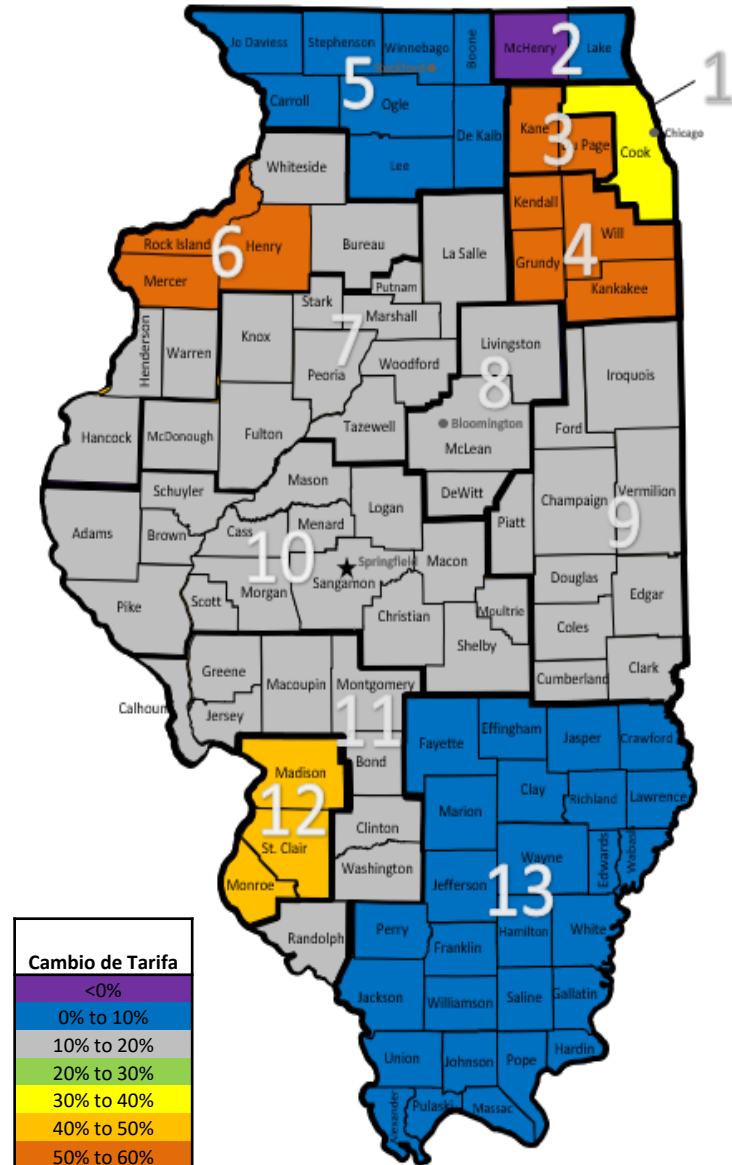 Jo Daviess
Stephenson
Winnebago
Boone
McHenry
2
Lake
1
Rockford
5
Carroll
Ogle
De Kalb
Kane
3
Du Page
Cook
Chicago
Whiteside
Lee
Kendall
Will
Rock Island
6
Henry
Bureau
La Salle
4
Grundy
Mercer
Putnam
Kankakee
Stark
Marshall
Henderson
Warren
Knox
7
Livingston
Iroquois
Peoria
Woodford
8
Hancock
McDonough
Fulton
Tazewell
Bloomington
McLean
Ford
Mason
Schuyler
DeWitt
Champaign
Vermilion
Logan
Adams
Brown
Cass
Menard
Piatt
9
10
Springfield
Macon
Sangamon
Morgan
Scott
Pike
Christian
Moultrie
Douglas
Edgar
Coles
Shelby
Greene
Macoupin
Montgomery
Cumberland
Clark
Calhoun
Jersey
11
Fayette
Effingham
Jasper
Crawford
Madison
Bond
Clay
Richland
Lawrence
12
Marion
Clinton
St. Clair
Wayne
Edwards
Wabash
Washington
Monroe
Jefferson
13
Randolph
Perry
Hamilton
White
Franklin
Jackson
Williamson
Saline
Gallatin
Union
Johnson
Pope
Hardin
Alexander
Pulaski
Massac
Cambio de Tarifa
<0%
0% to 10%
10% to 20%
20% to 30%
30% to 40%
40% to 50%
50% to 60%